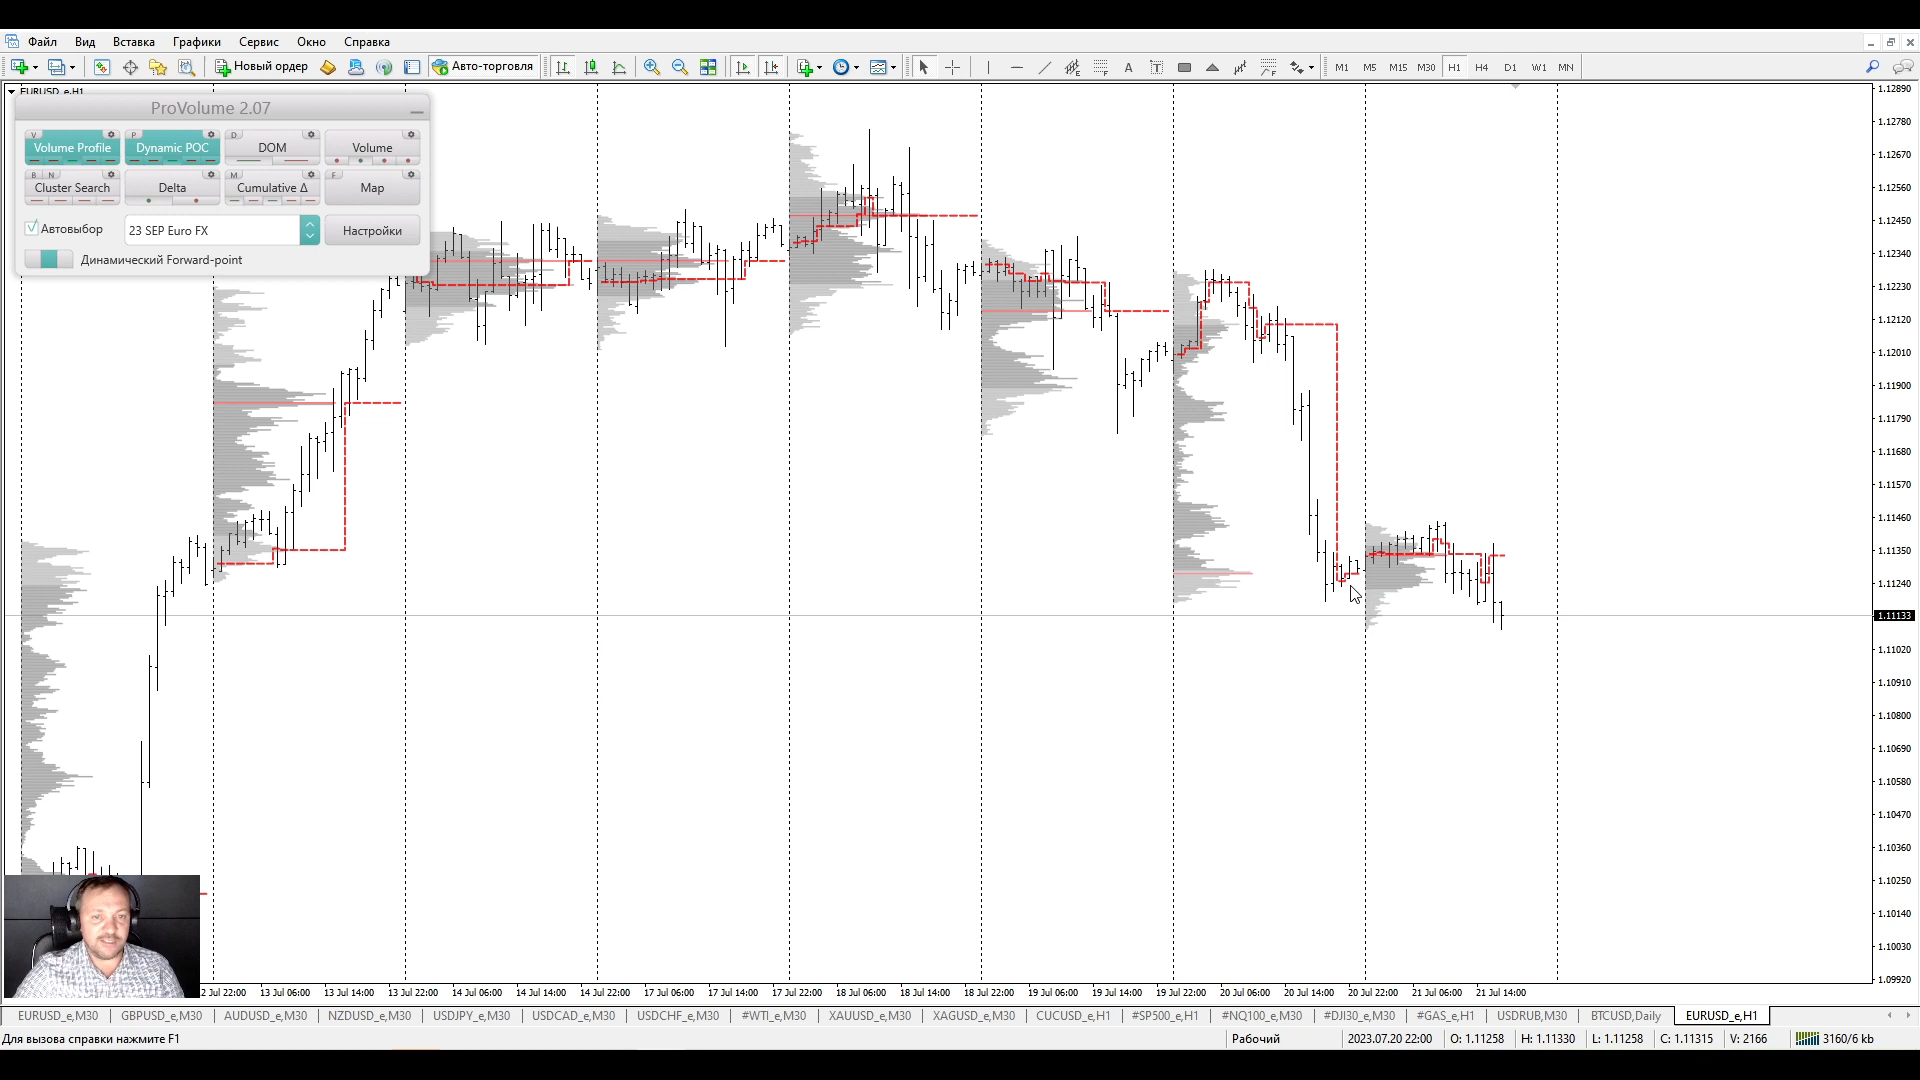 Файл Вид Вставка Графики Сервис Окно Справка
Новый order Авто-торговля A T M1 M5 M15 M30 H1 H4 D1 W1 MN
EURUSD_e,H1
ProVolume 2.07
V P D
Volume Profile Dynamic POC DOM Volume
B N M F
Cluster Search Delta Cumulative Δ Map
Автовыбор 23 SEP Euro FX Настройки
Динамический Forward-point
1.12890
1.12780
1.12670
1.12560
1.12450
1.12340
1.12230
1.12120
1.12010
1.11900
1.11790
1.11680
1.11570
1.11460
1.11350
1.11240
1.11133
1.11020
1.10910
1.10800
1.10690
1.10580
1.10470
1.10360
1.10250
1.10140
1.10030
1.09920
2 Jul 22:00 13 Jul 06:00 13 Jul 14:00 13 Jul 22:00 14 Jul 06:00 14 Jul 14:00 14 Jul 22:00 17 Jul 06:00 17 Jul 14:00 17 Jul 22:00 18 Jul 06:00 18 Jul 14:00 18 Jul 22:00 19 Jul 06:00 19 Jul 14:00 19 Jul 22:00 20 Jul 06:00 20 Jul 14:00 20 Jul 22:00 21 Jul 06:00 21 Jul 14:00
EURUSD_e,M30 GBPUSD_e,M30 AUDUSD_e,M30 NZDUSD_e,M30 USDJPY_e,M30 USDCAD_e,M30 USDCHF_e,M30 #WTI_e,M30 XAUUSD_e,M30 XAGUSD_e,M30 CUCUSD_e,H1 #SP500_e,H1 #NQ100_e,M30 #DJI30_e,M30 #GAS_e,H1 USDRUB,M30 BTCUSD,Daily EURUSD_e,H1
Для вызова справки нажмите F1 Рабочий 2023.07.20 22:00 O: 1.11258 H: 1.11330 L: 1.11258 C: 1.11315 V: 2166 3160/6 kb